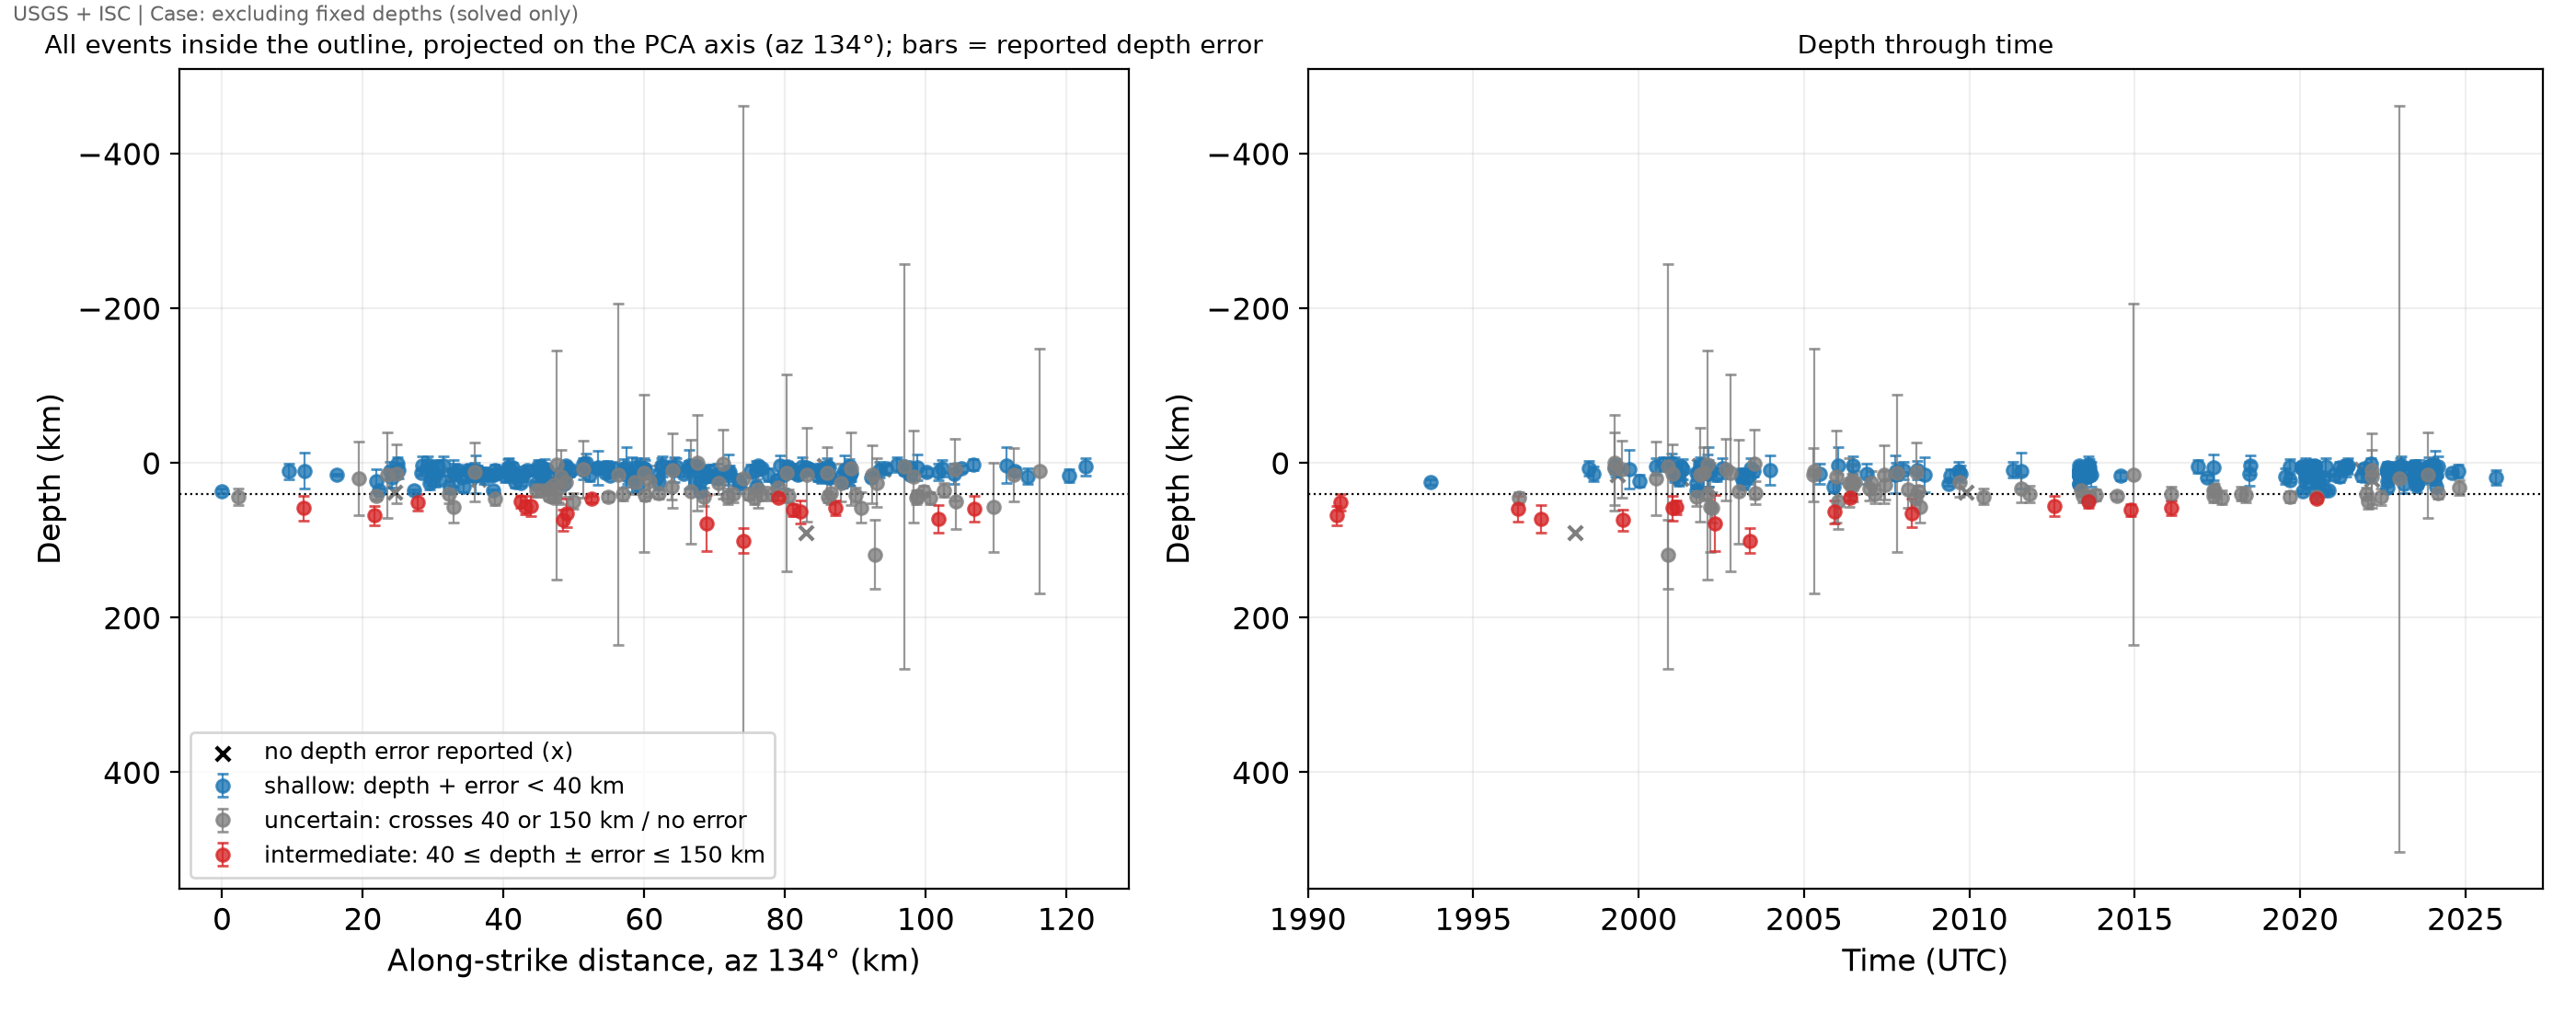 USGS + ISC | Case: excluding fixed depths (solved only)
All events inside the outline, projected on the PCA axis (az 134°); bars = reported depth error
Depth (km)
−400
−200
0
200
400
no depth error reported (x)
shallow: depth + error < 40 km
uncertain: crosses 40 or 150 km / no error
intermediate: 40 ≤ depth ± error ≤ 150 km
0 20 40 60 80 100 120
Along-strike distance, az 134° (km)
Depth through time
Depth (km)
−400
−200
0
200
400
1990 1995 2000 2005 2010 2015 2020 2025
Time (UTC)